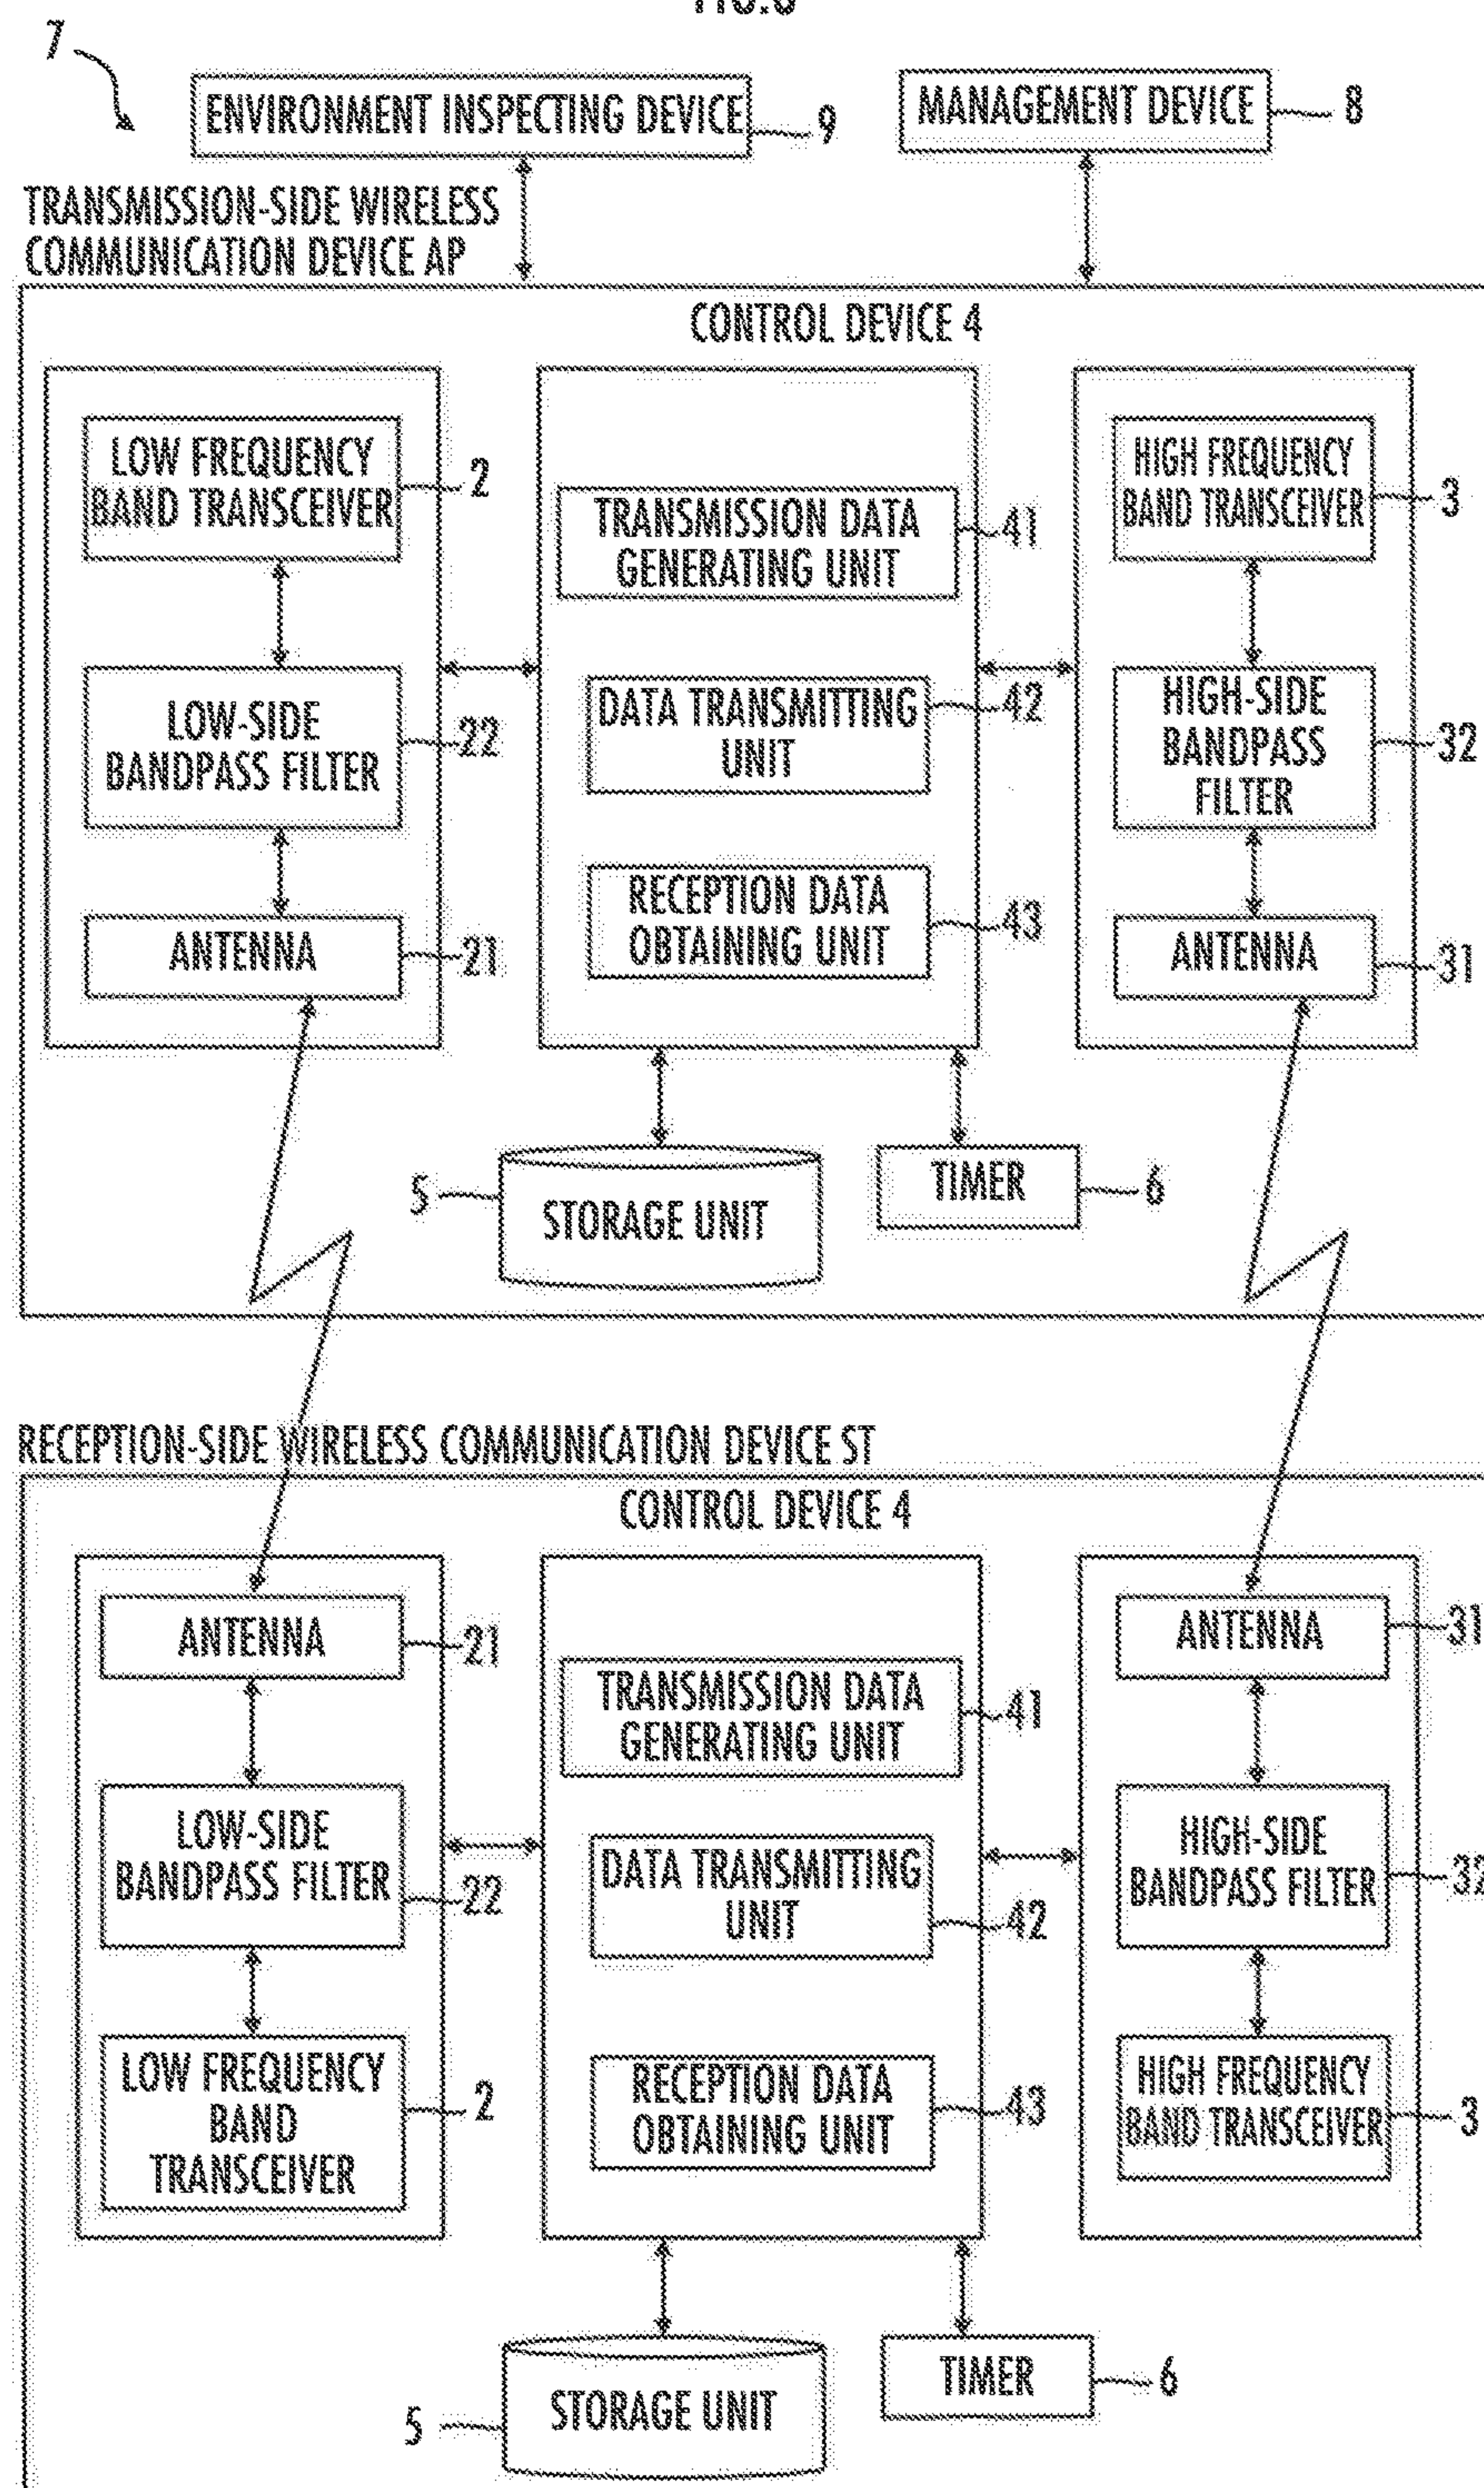 7
ENVIRONMENT INSPECTING DEVICE
9
MANAGEMENT DEVICE
8
TRANSMISSION-SIDE WIRELESS
COMMUNICATION DEVICE AP
CONTROL DEVICE 4
LOW FREQUENCY
BAND TRANSCEIVER
2
LOW-SIDE
BANDPASS FILTER
22
ANTENNA
21
TRANSMISSION DATA
GENERATING UNIT
41
DATA TRANSMITTING
UNIT
42
RECEPTION DATA
OBTAINING UNIT
43
HIGH FREQUENCY
BAND TRANSCEIVER
3
HIGH-SIDE
BANDPASS
FILTER
32
ANTENNA
31
5
STORAGE UNIT
TIMER
6
RECEPTION-SIDE WIRELESS COMMUNICATION DEVICE ST
CONTROL DEVICE 4
ANTENNA
21
LOW-SIDE
BANDPASS FILTER
22
LOW FREQUENCY
BAND
TRANSCEIVER
2
TRANSMISSION DATA
GENERATING UNIT
41
DATA TRANSMITTING
UNIT
42
RECEPTION DATA
OBTAINING UNIT
43
ANTENNA
31
HIGH-SIDE
BANDPASS FILTER
32
HIGH FREQUENCY
BAND TRANSCEIVER
3
5
STORAGE UNIT
TIMER
6